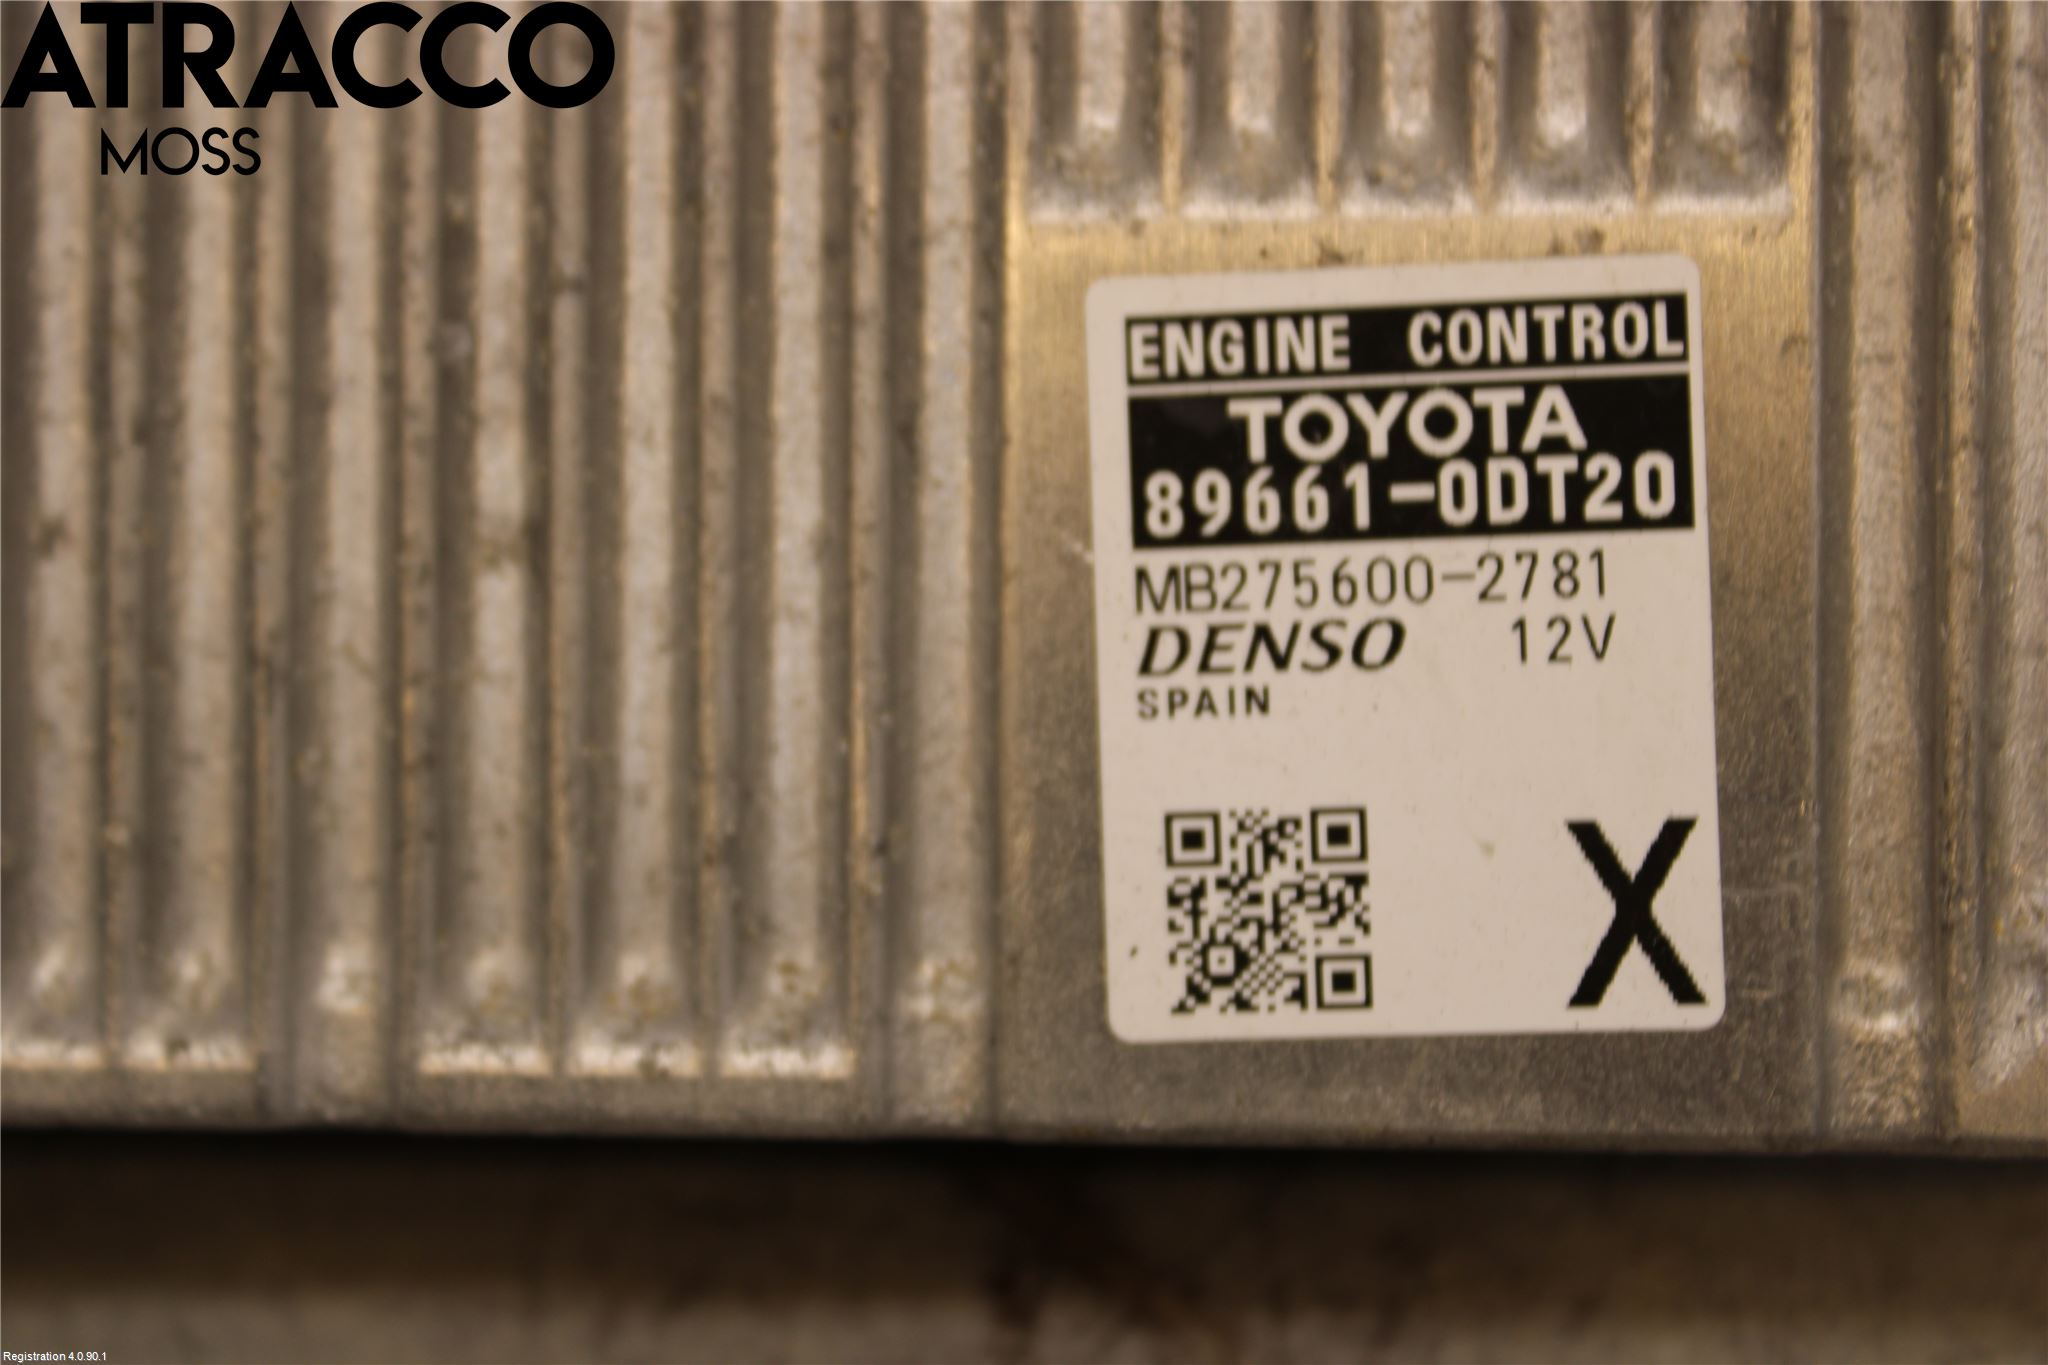 ATRACCO
MOSS
ENGINE CONTROL
TOYOTA
89661-0DT20
MB275600-2781
DENSO 12V
SPAIN
X
Registration 4.0.90.1